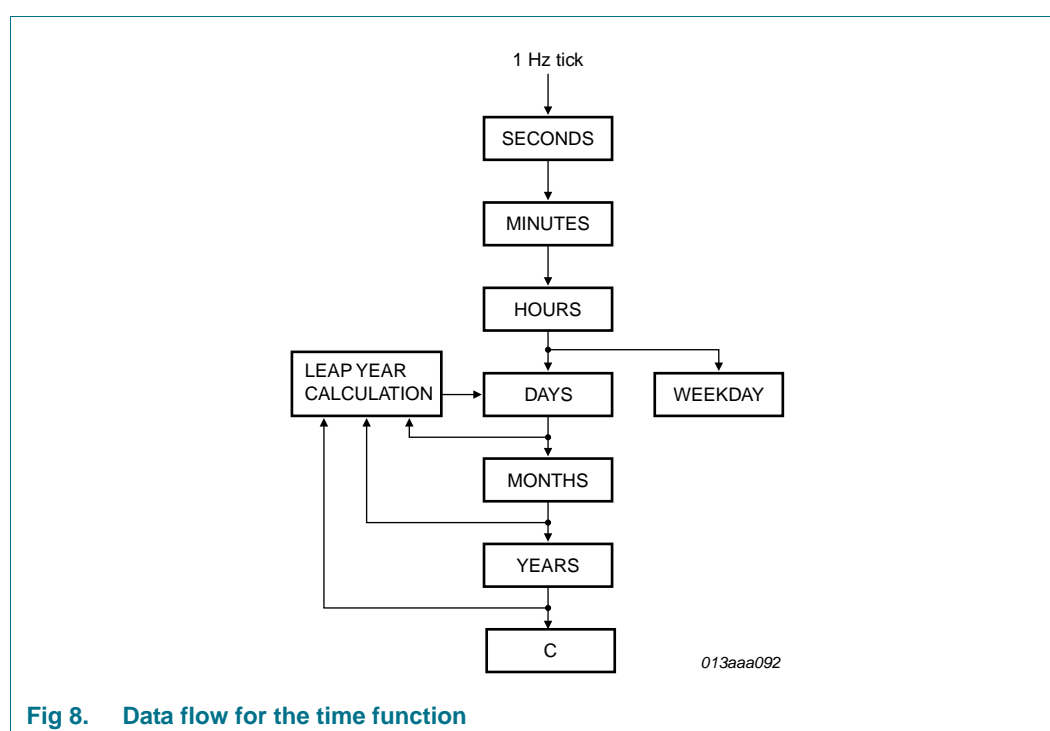 1 Hz tick
SECONDS
MINUTES
HOURS
LEAP YEAR
CALCULATION
DAYS
WEEKDAY
MONTHS
YEARS
C
013aaa092
Fig 8. Data flow for the time function